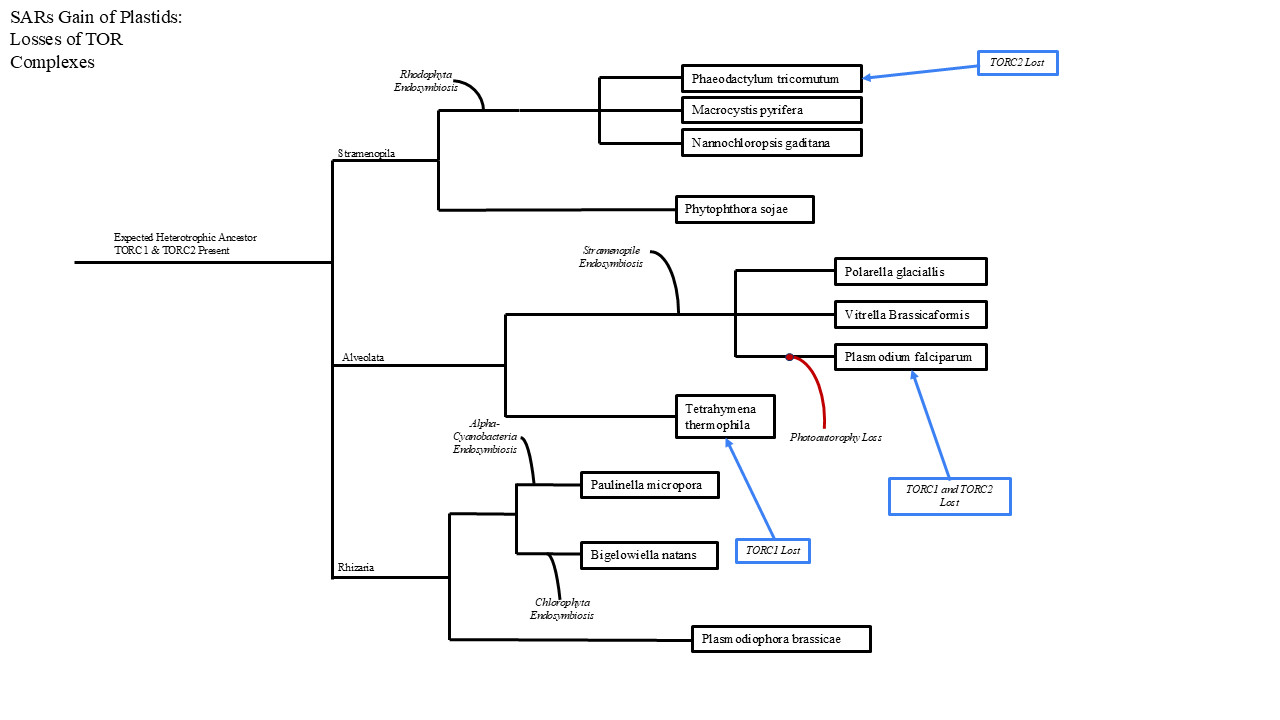 SARs Gain of Plastids:
Losses of TOR
Complexes
TORC2 Lost
Rhodophyta
Endosymbiosis
Phaeodactylum tricornutum
Macrocystis pyrifera
Nannochloropsis gaditana
Stramenopila
Phytophthora sojae
Expected Heterotrophic Ancestor
TORC1 & TORC2 Present
Stramenopile
Endosymbiosis
Polarella glaciallis
Vitrella Brassicaformis
Alveolata
Plasmodium falciparum
Tetrahymena
thermophila
Photoautorophy Loss
Alpha-
Cyanobacteria
Endosymbiosis
Paulinella micropora
TORC1 and TORC2
Lost
TORC1 Lost
Bigelowiella natans
Rhizaria
Chlorophyta
Endosymbiosis
Plasmodiophora brassicae